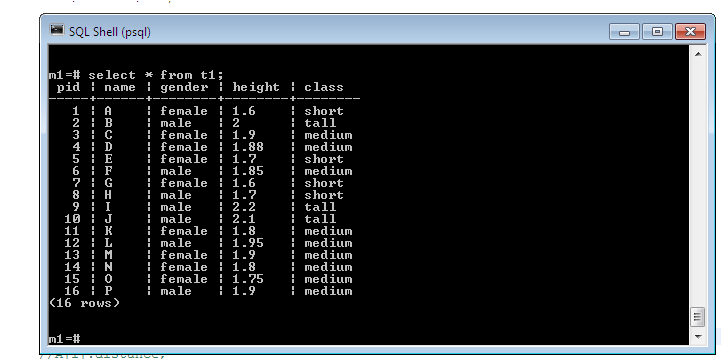 SQL Shell (psql)
m1=# select * from t1;
pid | name | gender | height | class
-----+------+--------+--------+--------
1 | A | female | 1.6 | short
2 | B | male | 2 | tall
3 | C | female | 1.9 | medium
4 | D | female | 1.88 | medium
5 | E | female | 1.7 | short
6 | F | male | 1.85 | medium
7 | G | female | 1.6 | short
8 | H | male | 1.7 | short
9 | I | male | 2.2 | tall
10 | J | male | 2.1 | tall
11 | K | female | 1.8 | medium
12 | L | male | 1.95 | medium
13 | M | female | 1.9 | medium
14 | N | female | 1.8 | medium
15 | O | female | 1.75 | medium
16 | P | male | 1.9 | medium
(16 rows)
m1=#